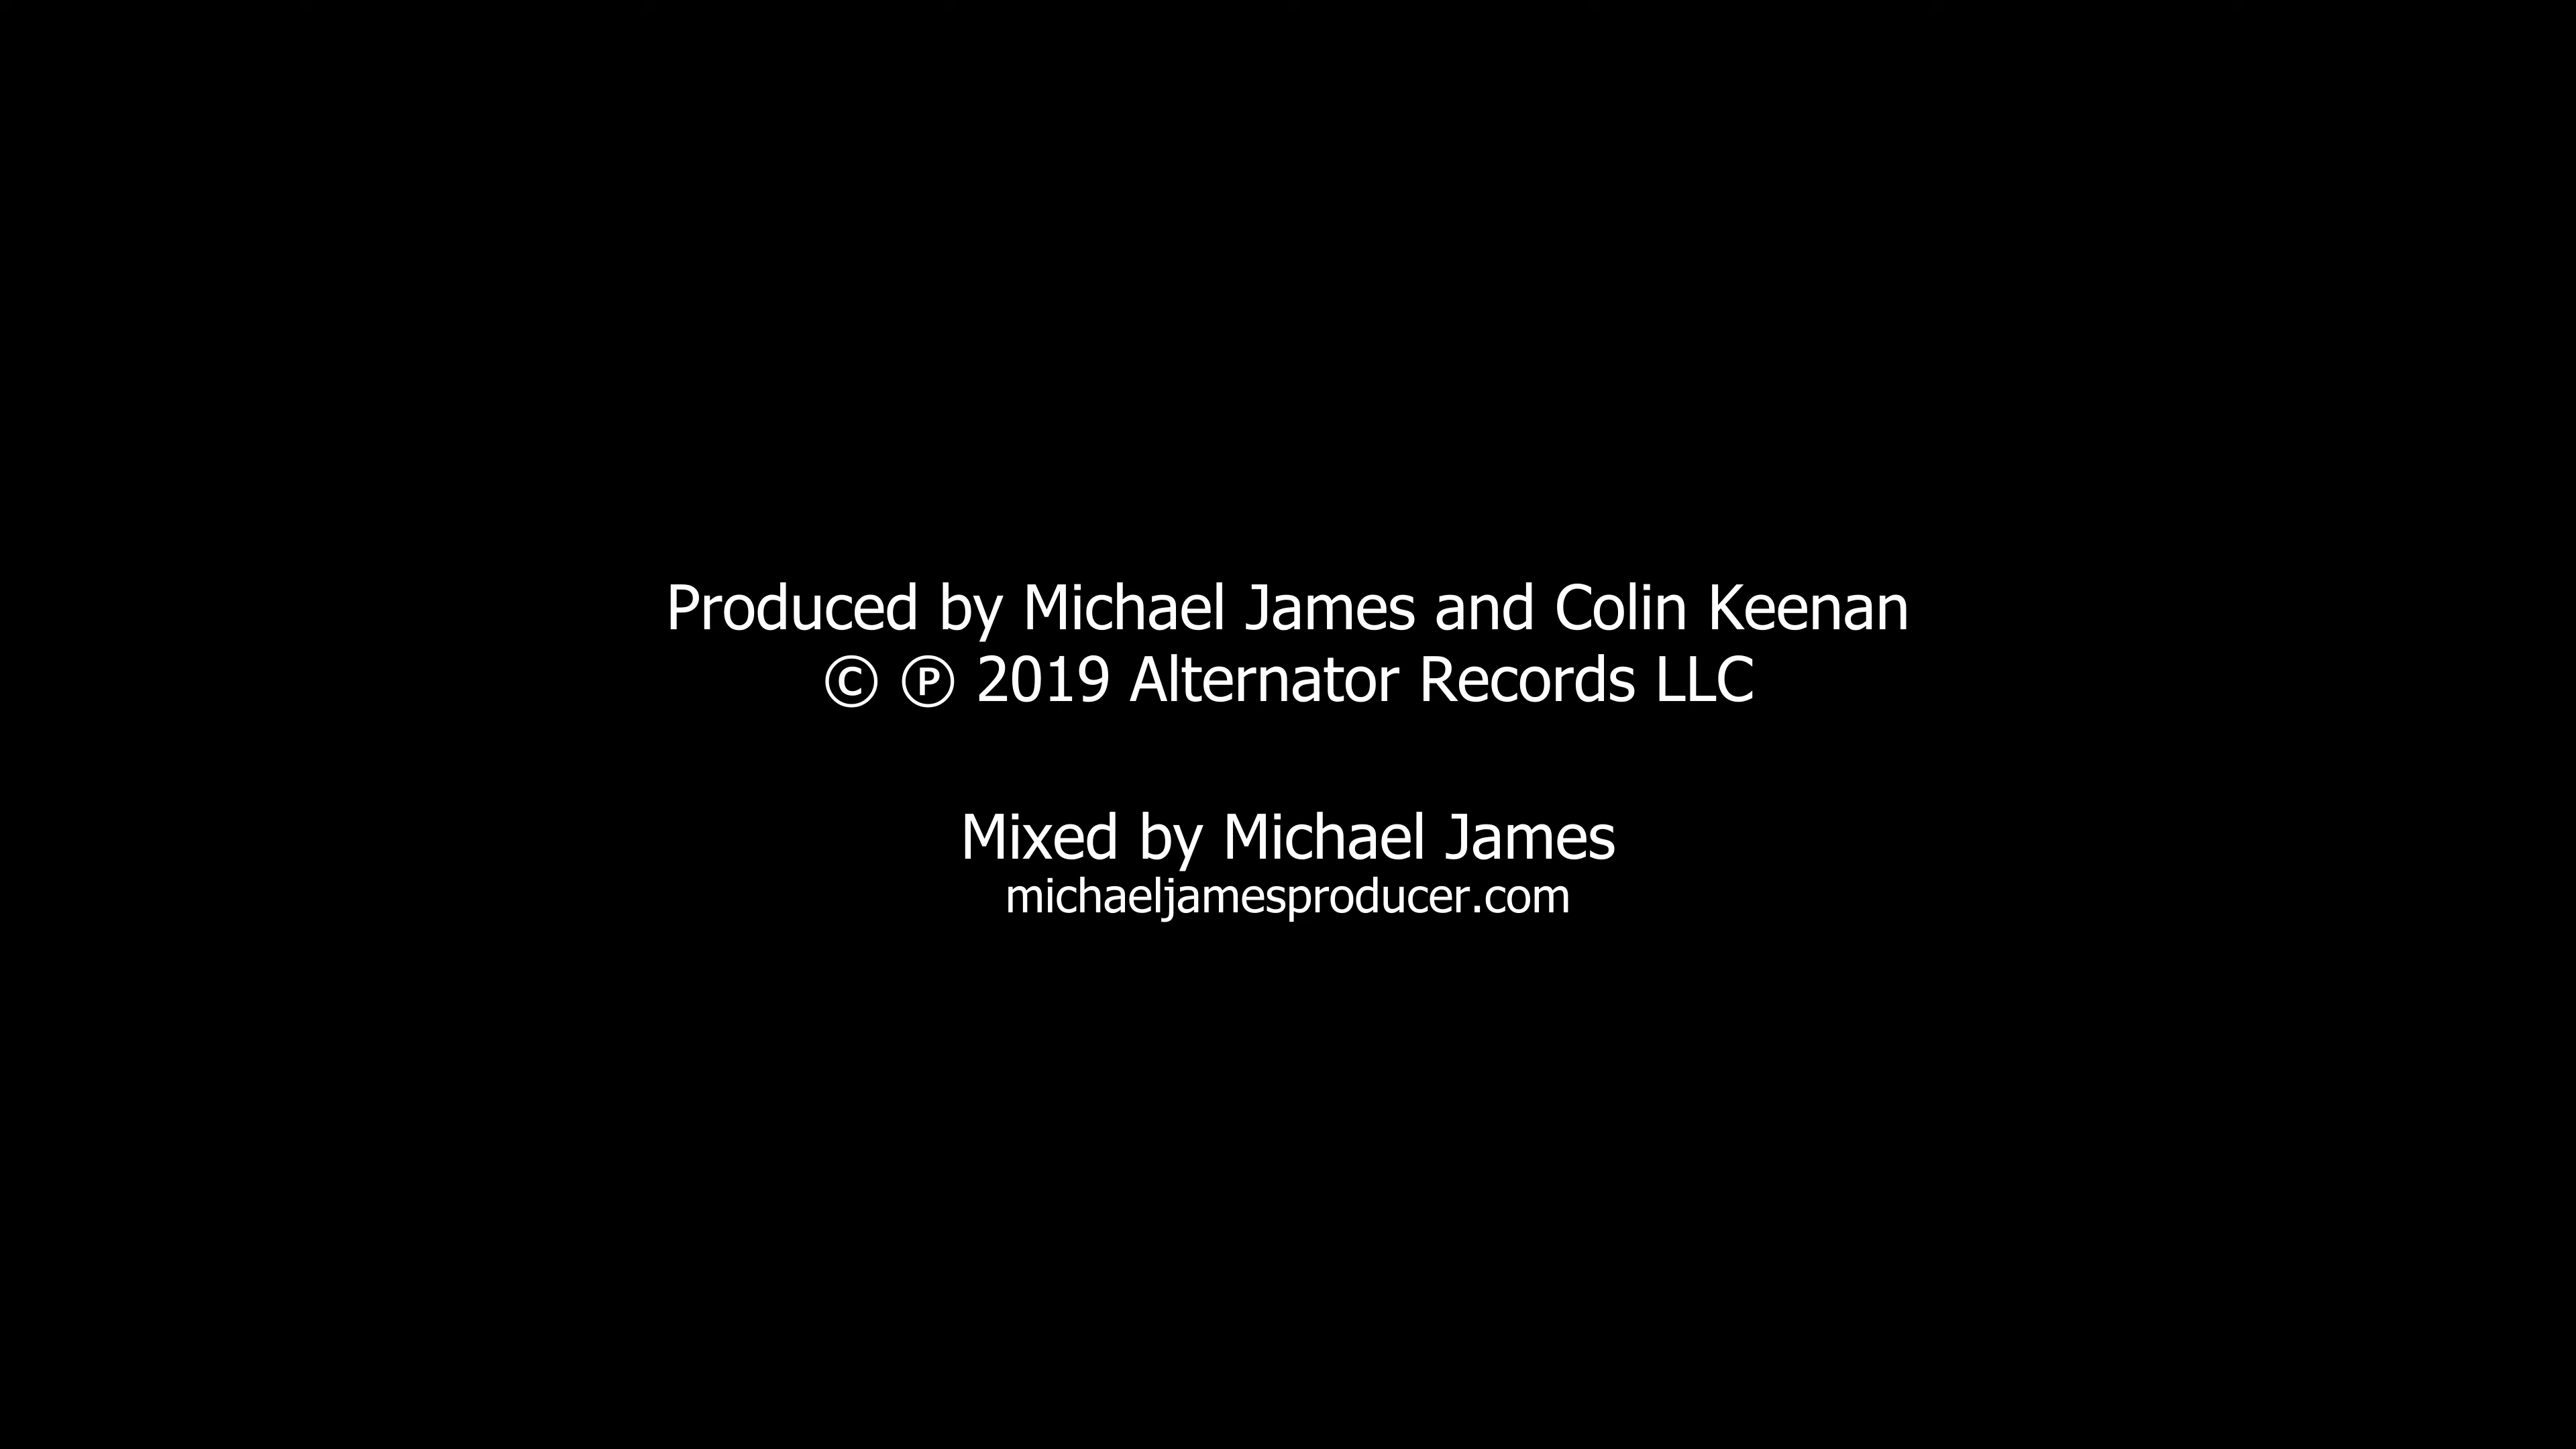 Produced by Michael James and Colin Keenan
© ℗ 2019 Alternator Records LLC
Mixed by Michael James
michaeljamesproducer.com